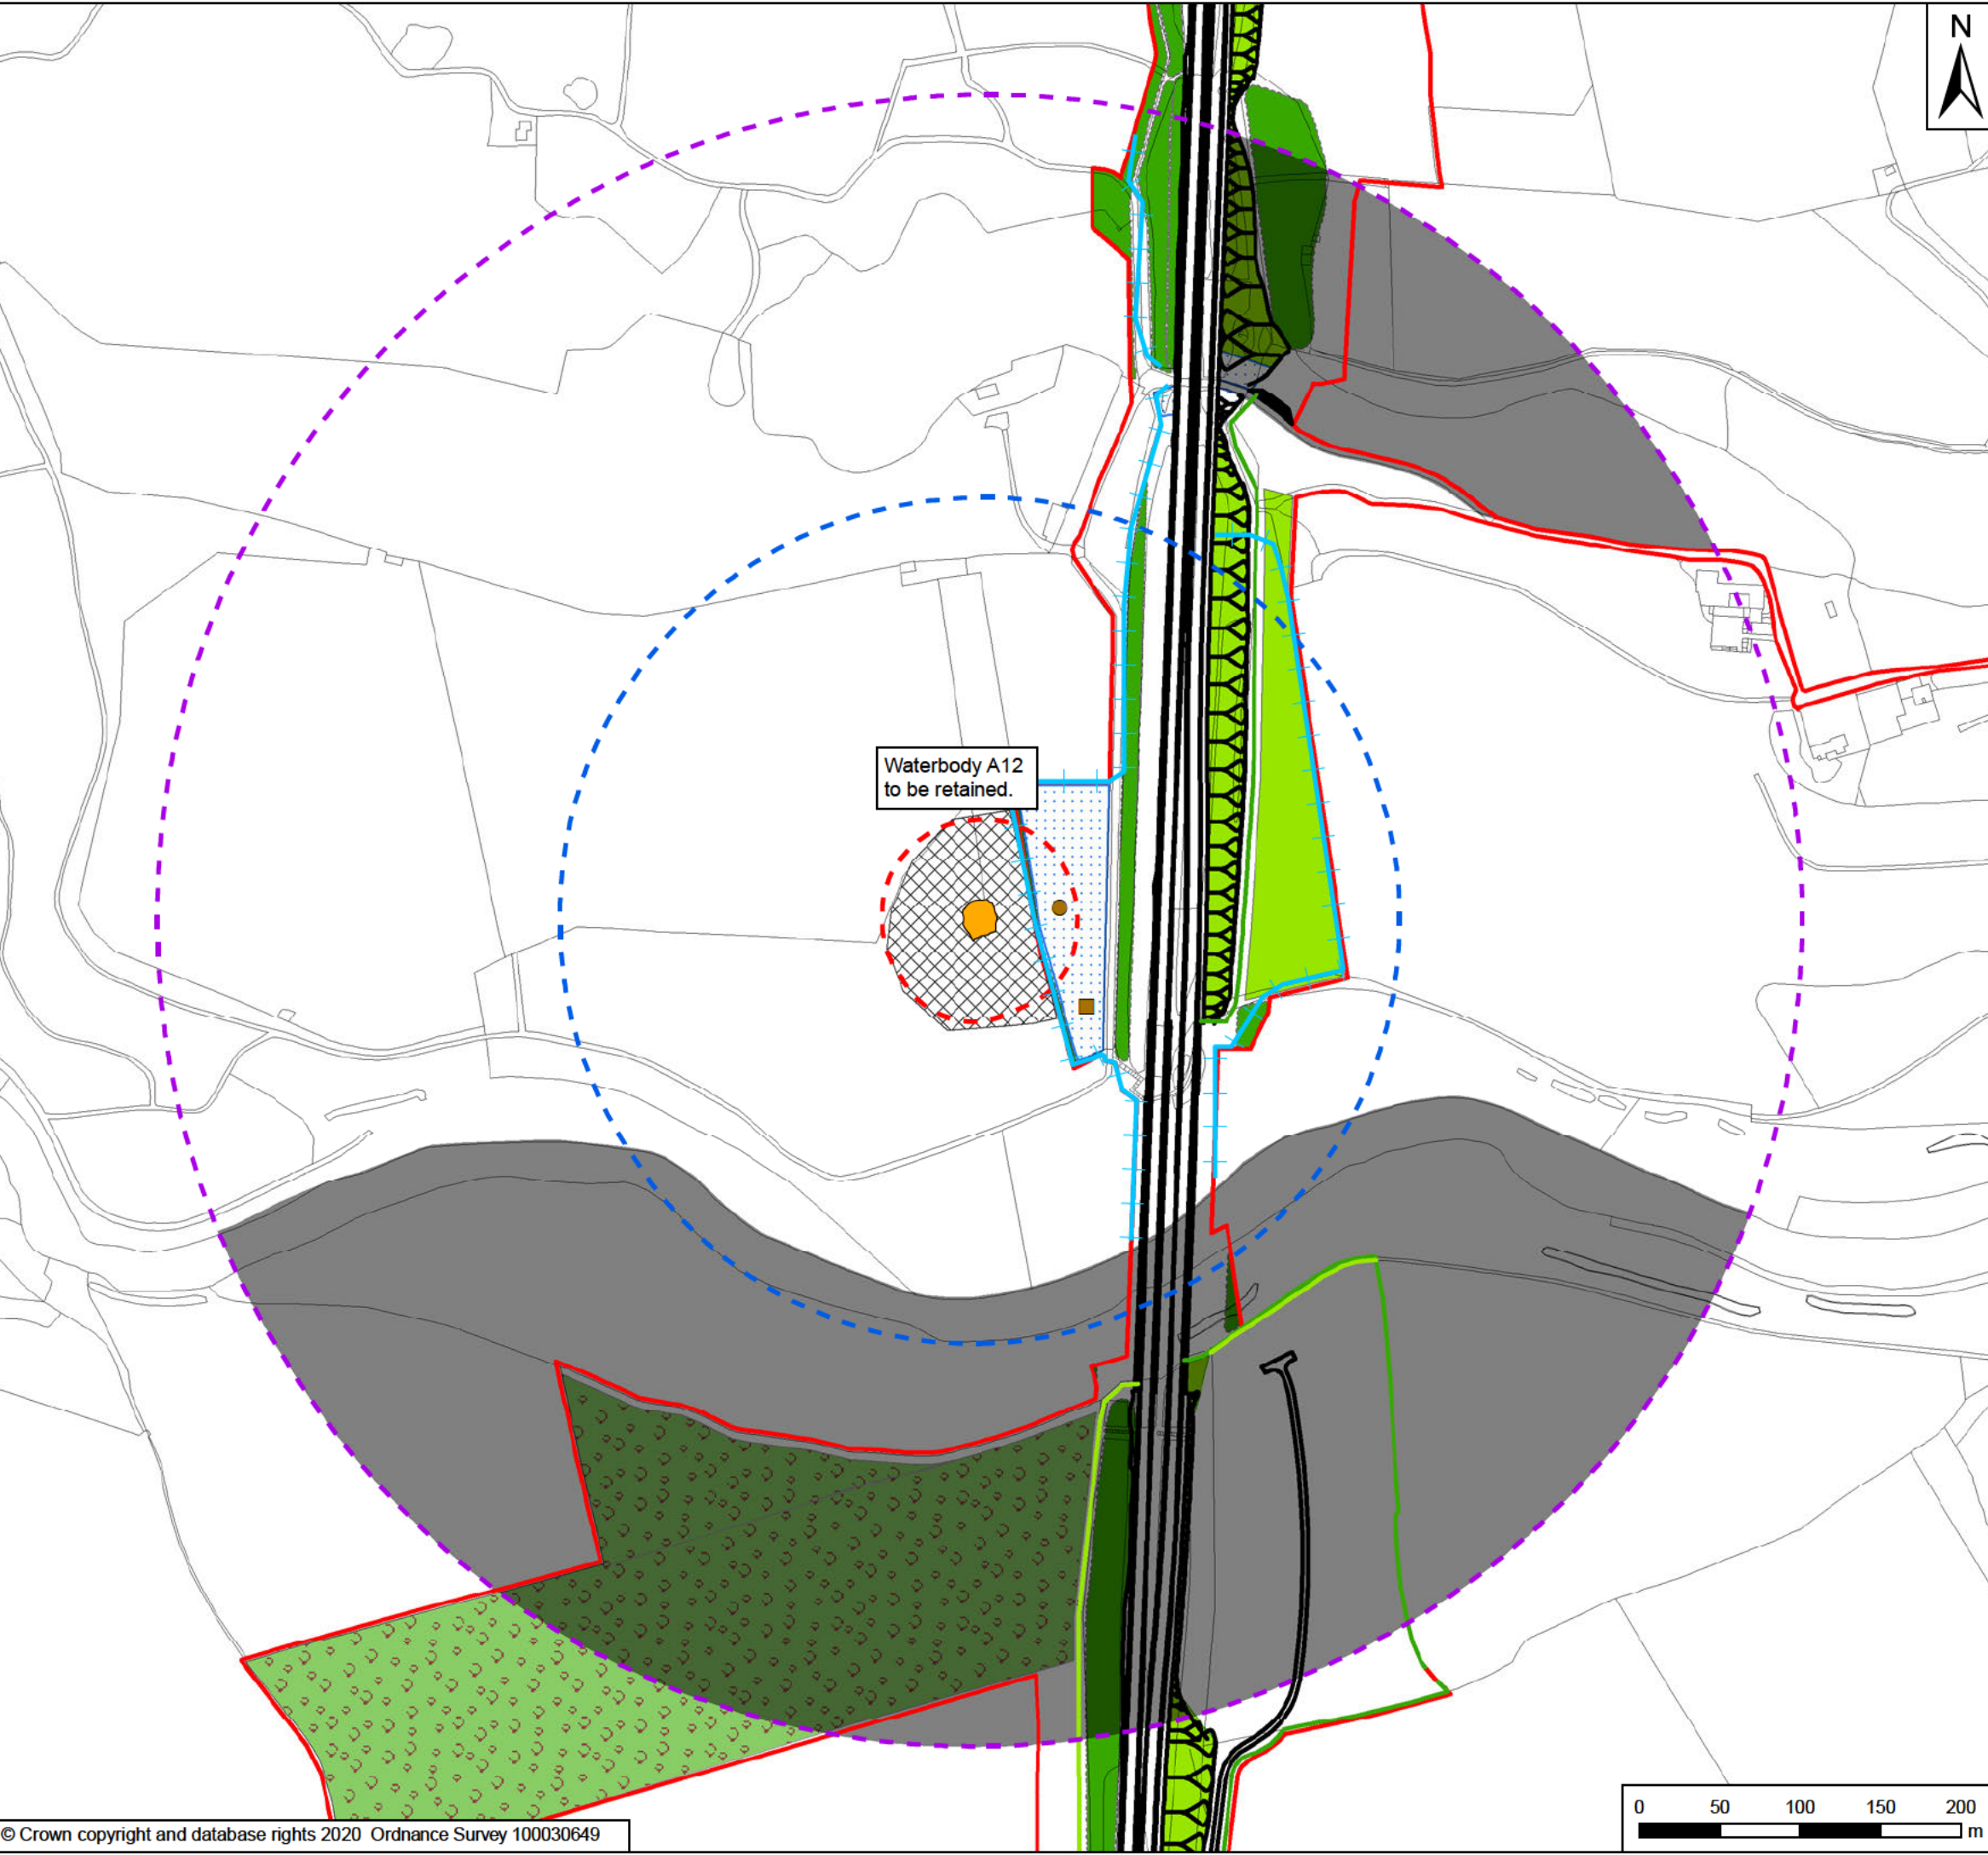 N
Waterbody A12
to be retained.
0 50 100 150 200
m
© Crown copyright and database rights 2020 Ordnance Survey 100030649